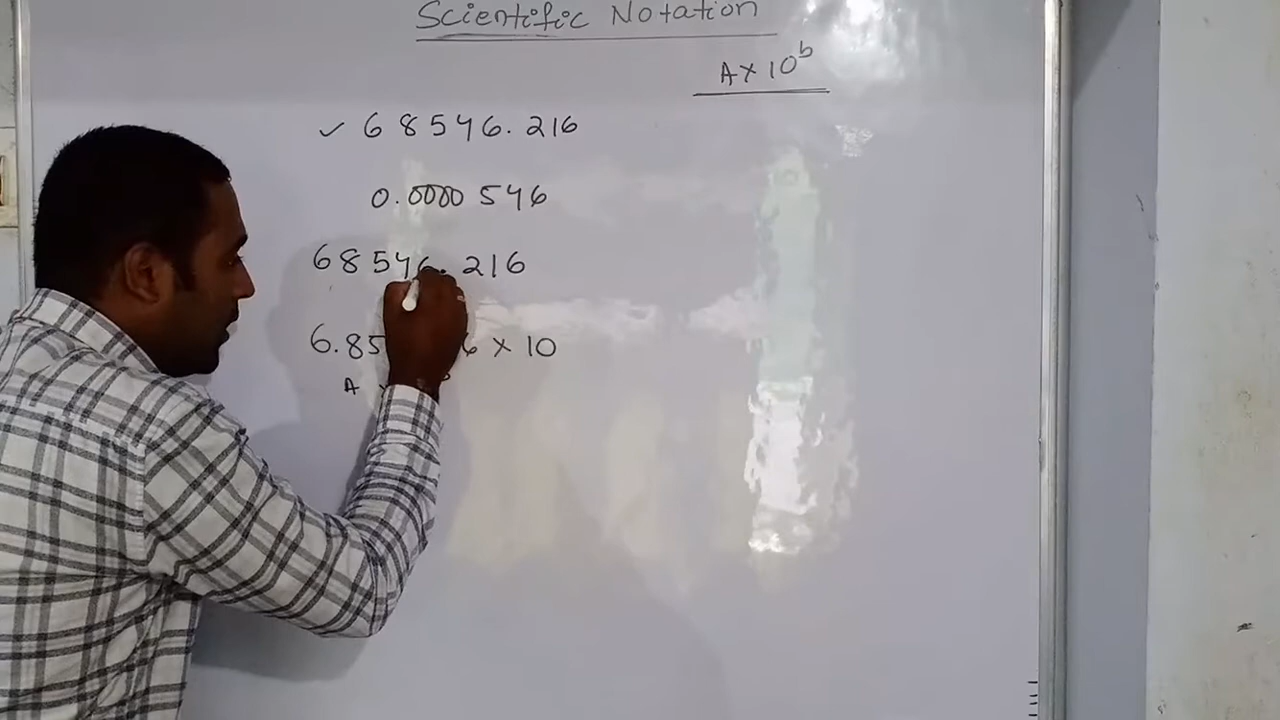 Scientific Notation
A × 10^b
✓ 68546.216
0.0000546
68546.216
6.85 6 × 10
A